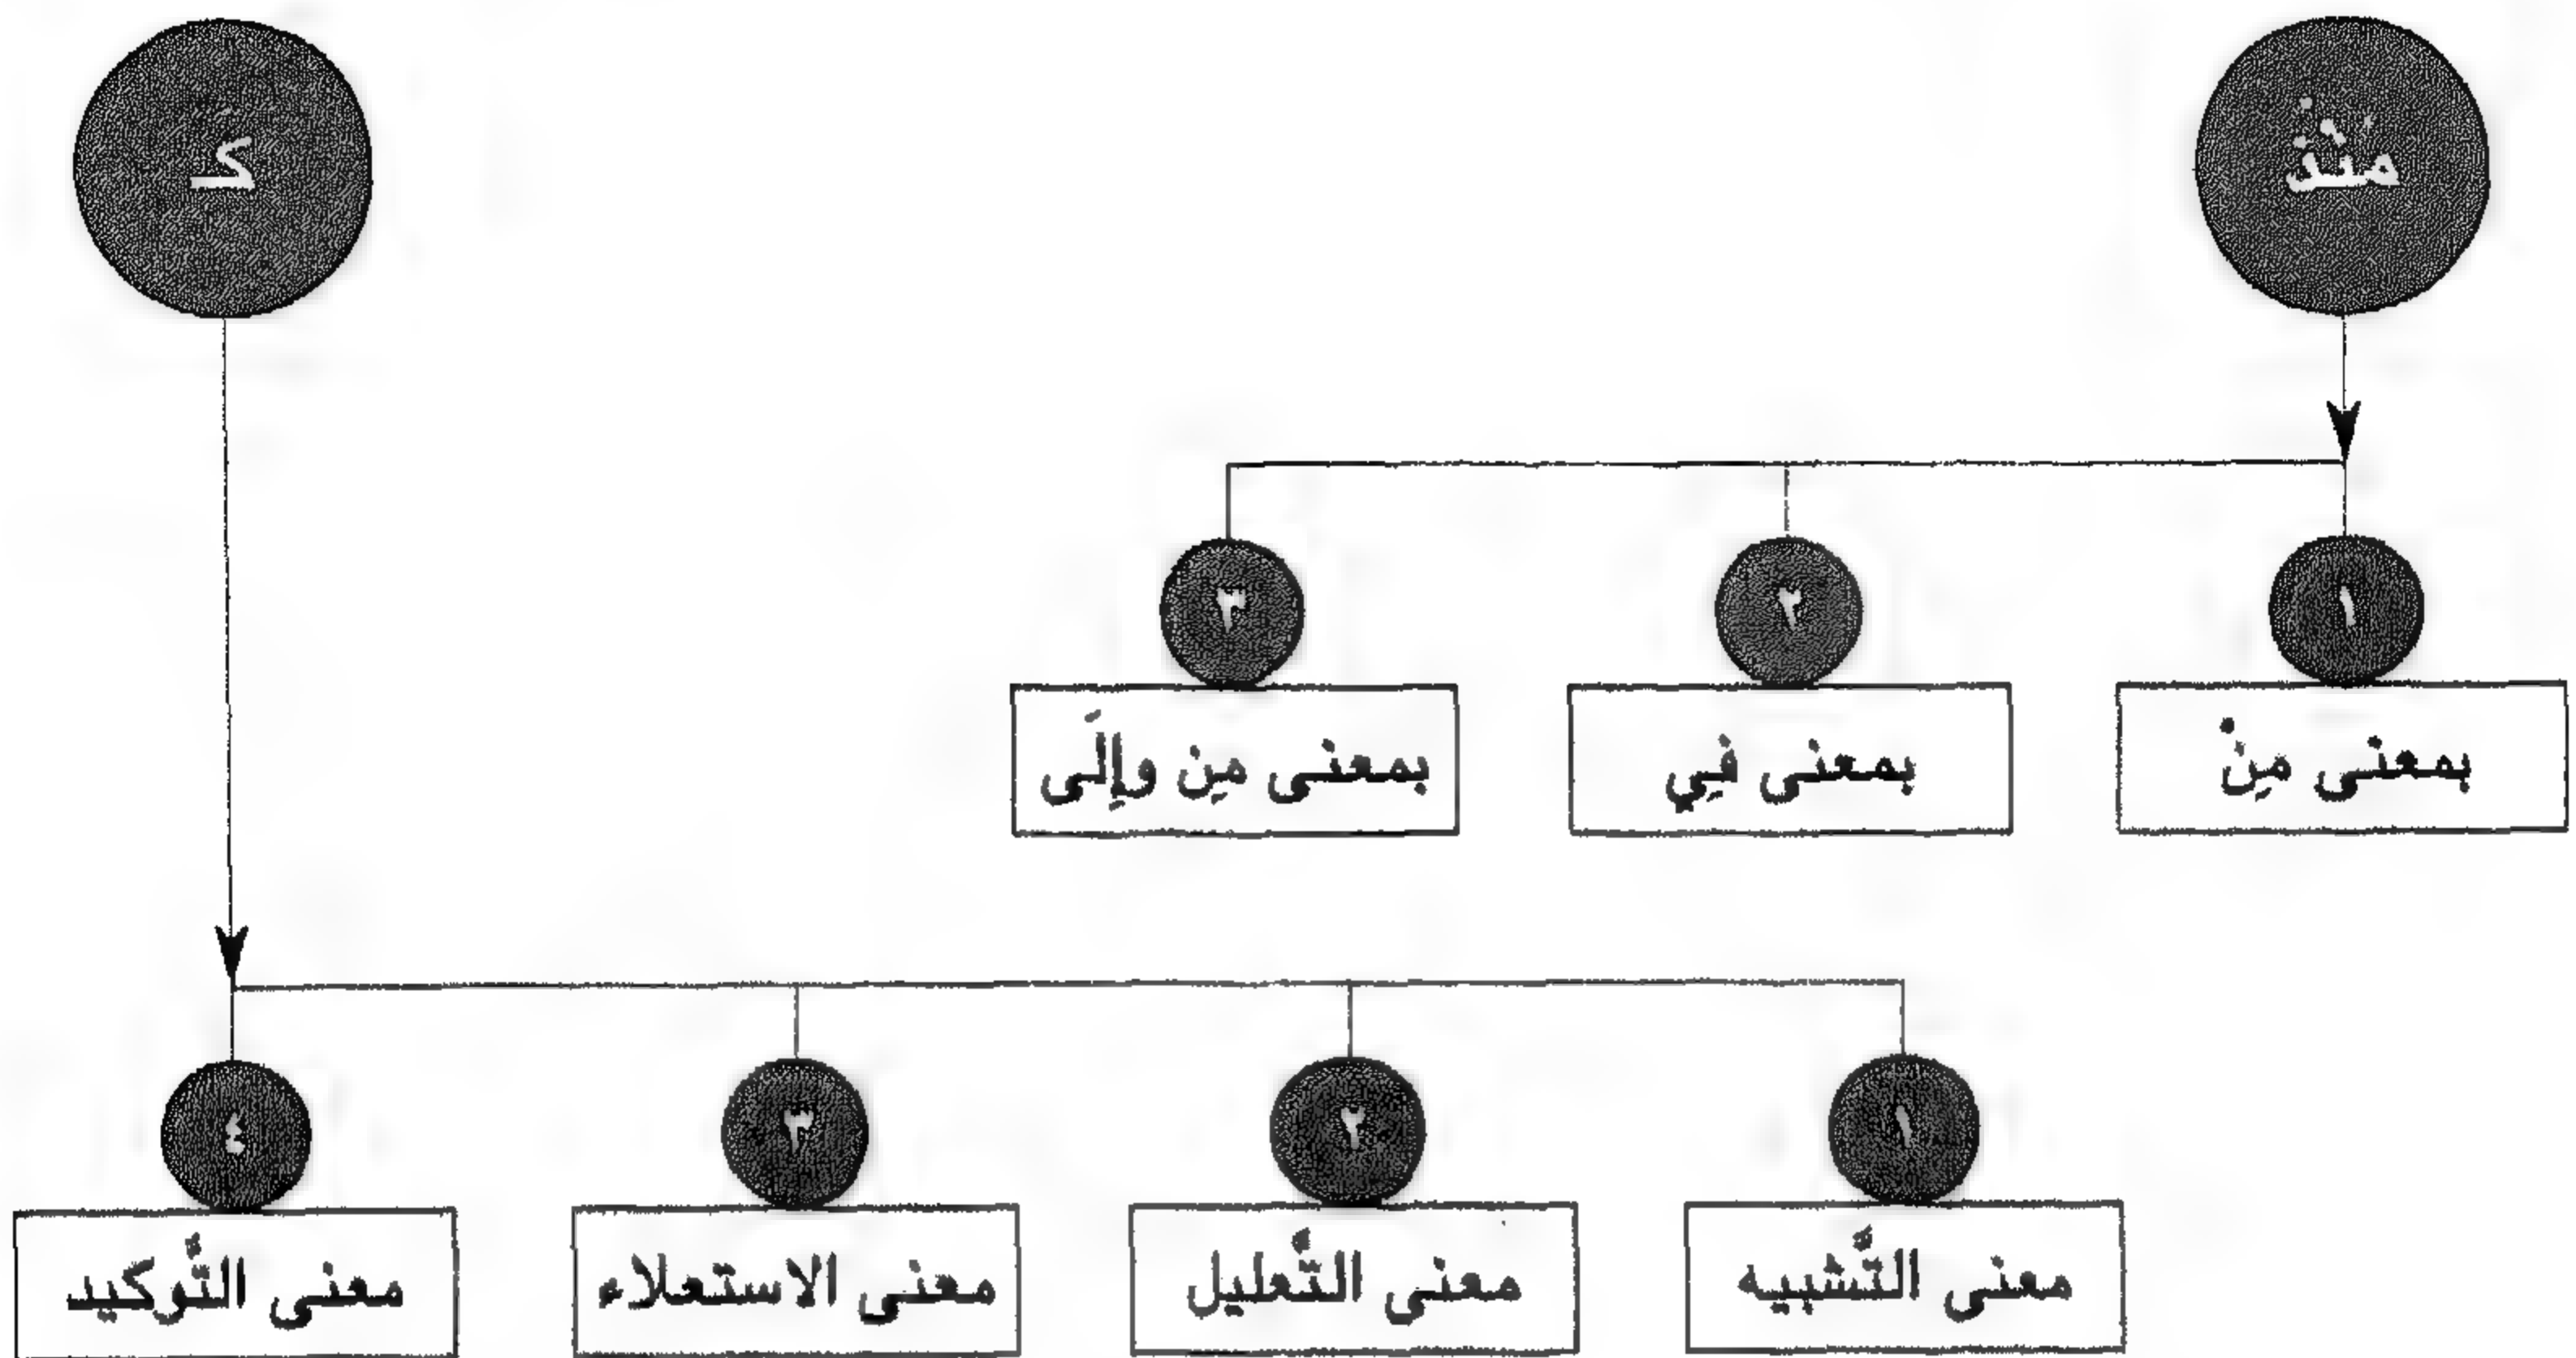 مُنْذُ
كـ
١
٢
٣
بمعنى مِنْ
بمعنى فِي
بمعنى مِن وإِلَى
١
٢
٣
٤
معنى التَّشبيه
معنى التَّعليل
معنى الاستعلاء
معنى التَّوكيد